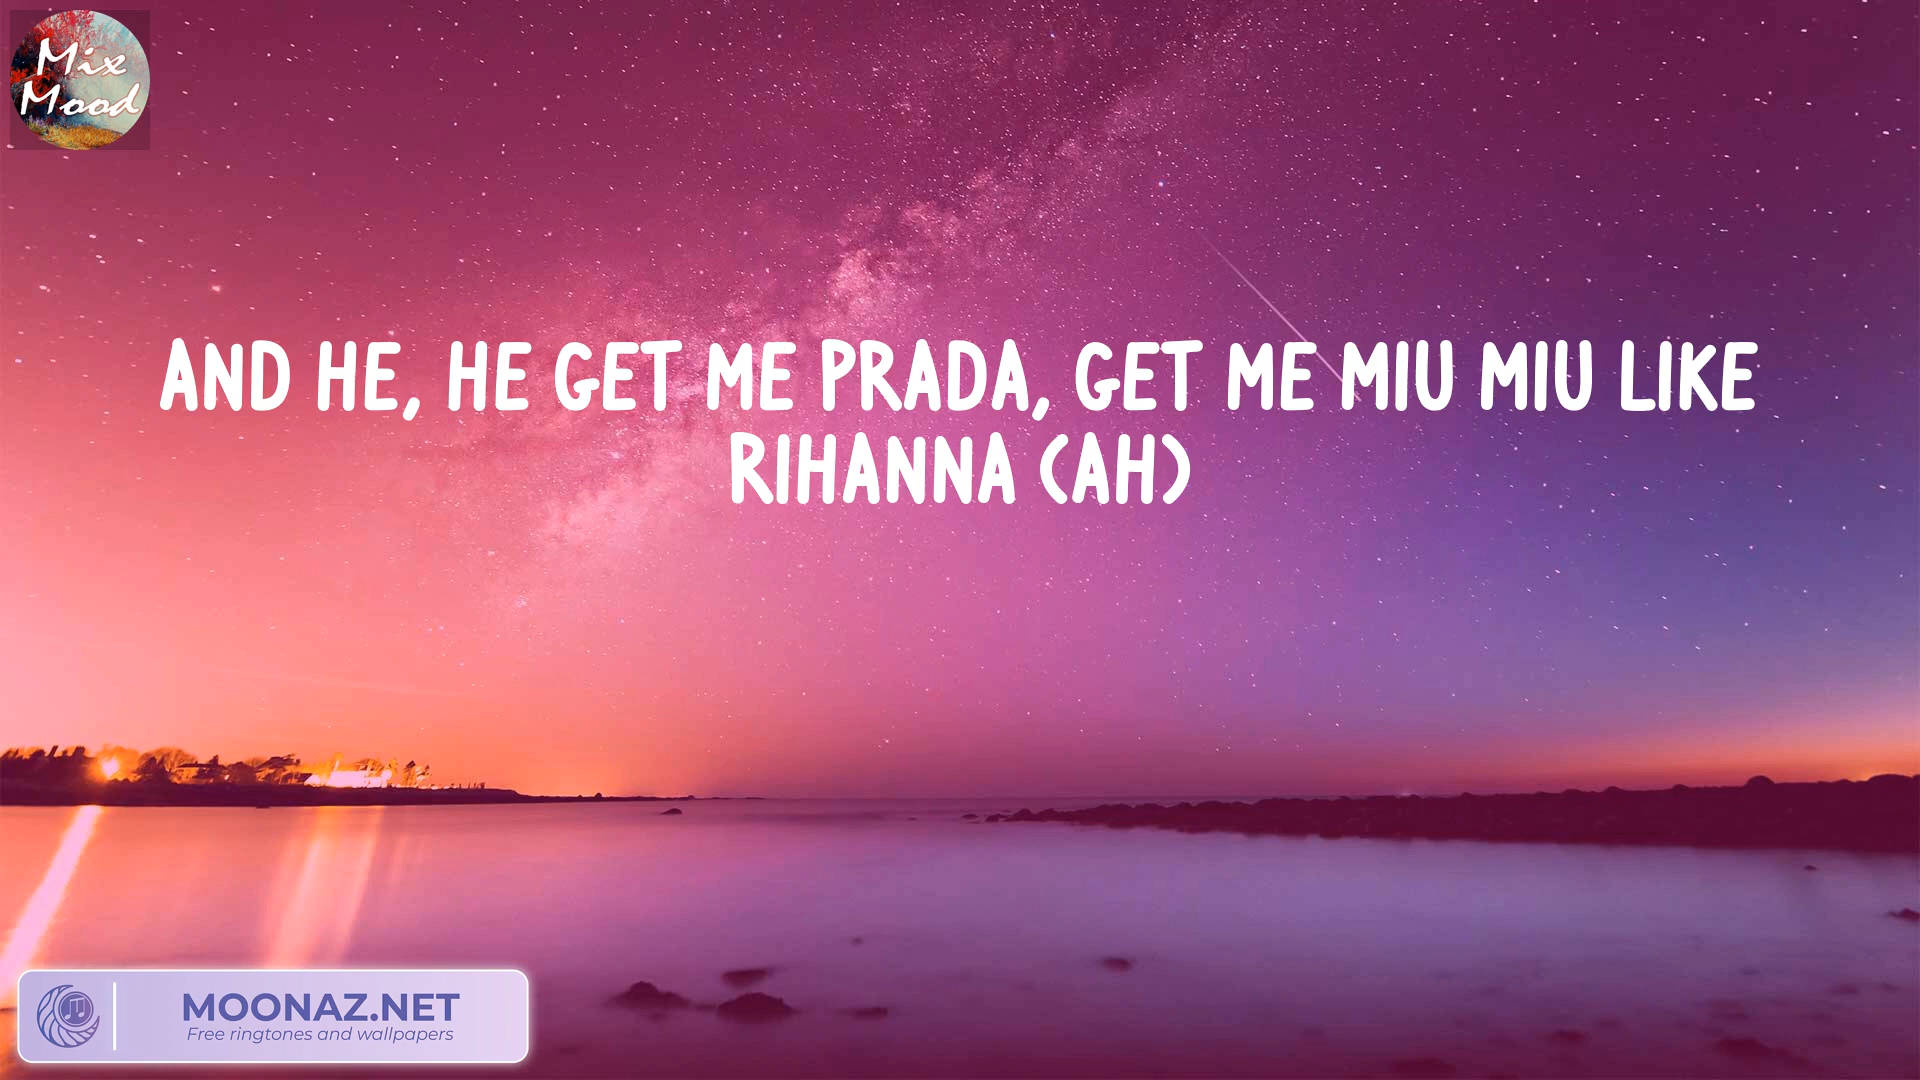 Mix
Mood
AND HE, HE GET ME PRADA, GET ME MIU MIU LIKE
RIHANNA (AH)
MOONAZ.NET
Free ringtones and wallpapers